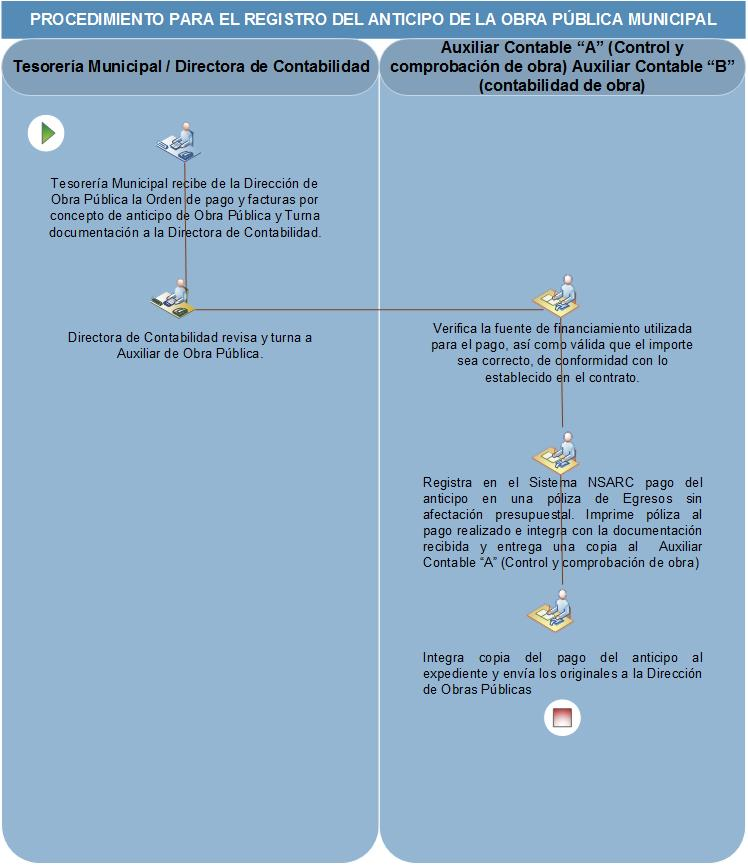 PROCEDIMIENTO PARA EL REGISTRO DEL ANTICIPO DE LA OBRA PÚBLICA MUNICIPAL
Tesorería Municipal / Directora de Contabilidad
Auxiliar Contable “A” (Control y
comprobación de obra) Auxiliar Contable “B”
(contabilidad de obra)
Tesorería Municipal recibe de la Dirección de
Obra Pública la Orden de pago y facturas por
concepto de anticipo de Obra Pública y Turna
documentación a la Directora de Contabilidad.
Directora de Contabilidad revisa y turna a
Auxiliar de Obra Pública.
Verifica la fuente de financiamiento utilizada
para el pago, así como válida que el importe
sea correcto, de conformidad con lo
establecido en el contrato.
Registra en el Sistema NSARC pago del
anticipo en una póliza de Egresos sin
afectación presupuestal. Imprime póliza al
pago realizado e integra con la documentación
recibida y entrega una copia al Auxiliar
Contable “A” (Control y comprobación de obra)
Integra copia del pago del anticipo al
expediente y envía los originales a la Dirección
de Obras Públicas